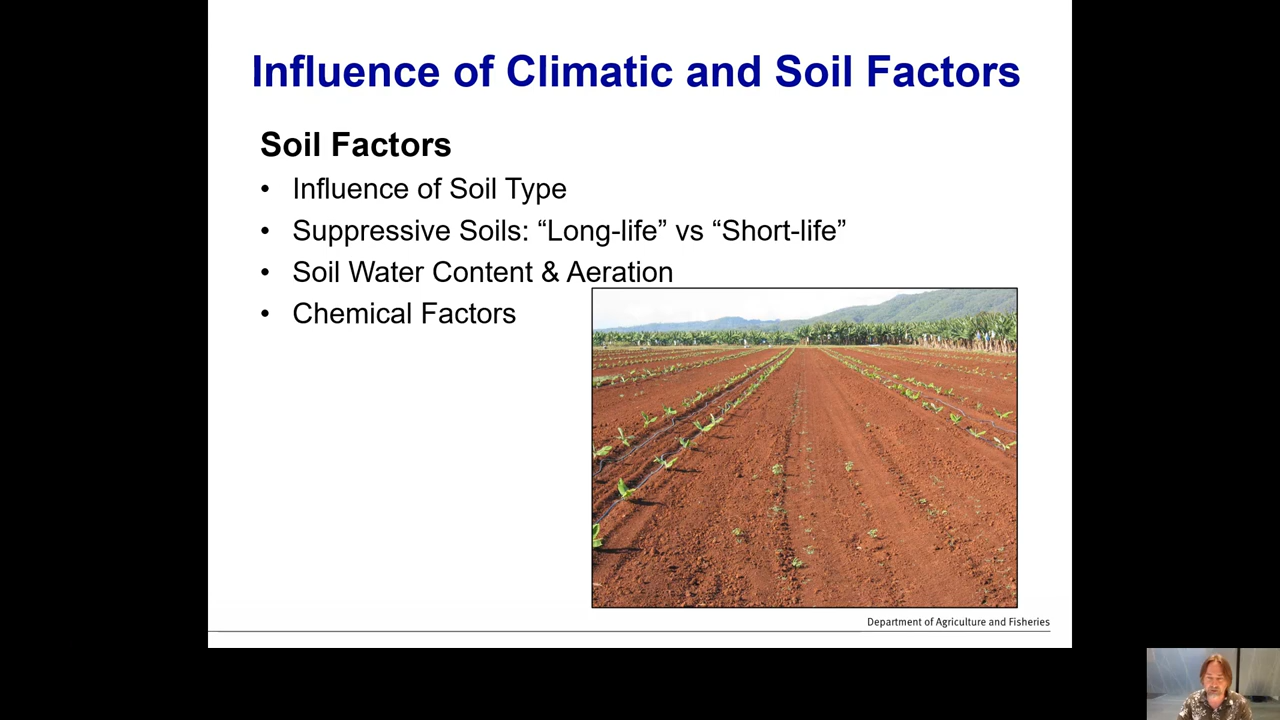 Influence of Climatic and Soil Factors
Soil Factors
• Influence of Soil Type
• Suppressive Soils: “Long-life” vs “Short-life”
• Soil Water Content & Aeration
• Chemical Factors
Department of Agriculture and Fisheries